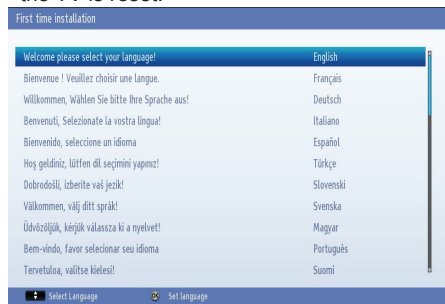 the TV is reset.
First time installation
Welcome please select your language! English
Bienvenue ! Veuillez choisir une langue. Français
Willkommen, Wählen Sie bitte Ihre Sprache aus! Deutsch
Benvenuti, Selezionate la vostra lingua! Italiano
Bienvenido, seleccione un idioma Español
Hoş geldiniz, lütfen dil seçimini yapınız! Türkçe
Dobrodošli, izberite vaš jezik! Slovenski
Välkommen, välj ditt språk! Svenska
Üdvözöljük, kérjük válassza ki a nyelvet! Magyar
Bem-vindo, favor selecionar seu idioma Português
Tervetuloa, valitse kielesi! Suomi
Select Language OK Set language